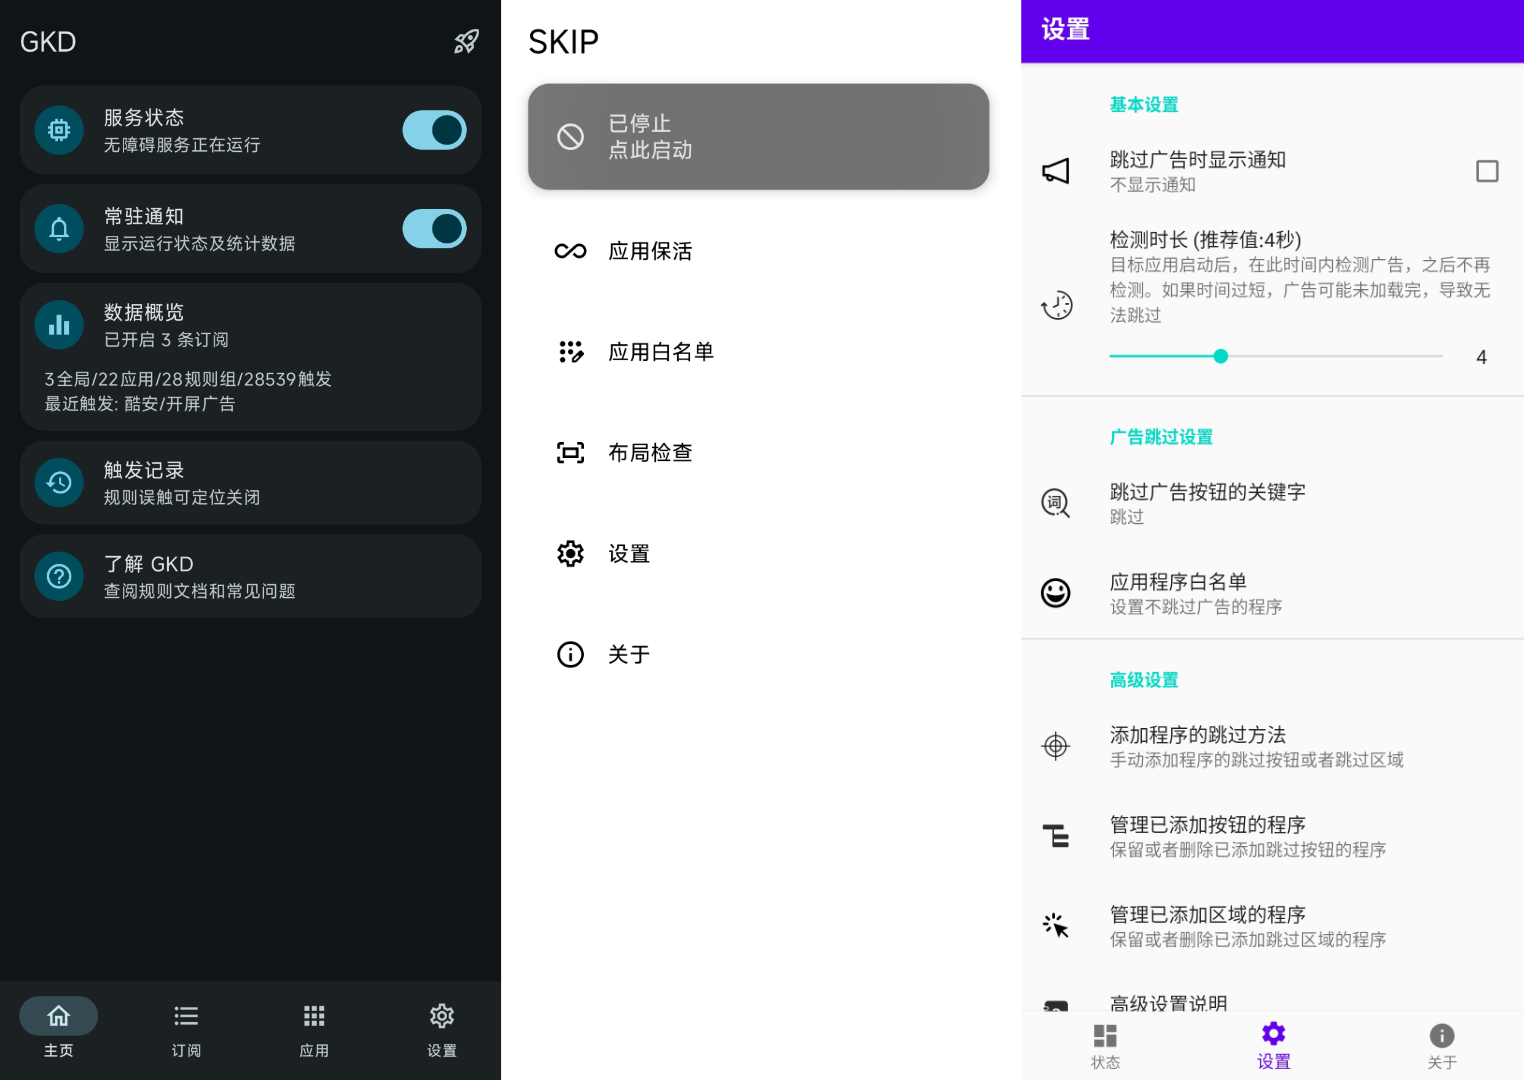 GKD
服务状态
无障碍服务正在运行
常驻通知
显示运行状态及统计数据
数据概览
已开启 3 条订阅
3全局/22应用/28规则组/28539触发
最近触发: 酷安/开屏广告
触发记录
规则误触可定位关闭
了解 GKD
查阅规则文档和常见问题
主页
订阅
应用
设置
SKIP
已停止
点此启动
应用保活
应用白名单
布局检查
设置
关于
设置
基本设置
跳过广告时显示通知
不显示通知
检测时长 (推荐值:4秒)
目标应用启动后，在此时间内检测广告，之后不再
检测。如果时间过短，广告可能未加载完，导致无
法跳过
4
广告跳过设置
词
跳过广告按钮的关键字
跳过
应用程序白名单
设置不跳过广告的程序
高级设置
添加程序的跳过方法
手动添加程序的跳过按钮或者跳过区域
管理已添加按钮的程序
保留或者删除已添加跳过按钮的程序
管理已添加区域的程序
保留或者删除已添加跳过区域的程序
高级设置说明
状态
设置
关于